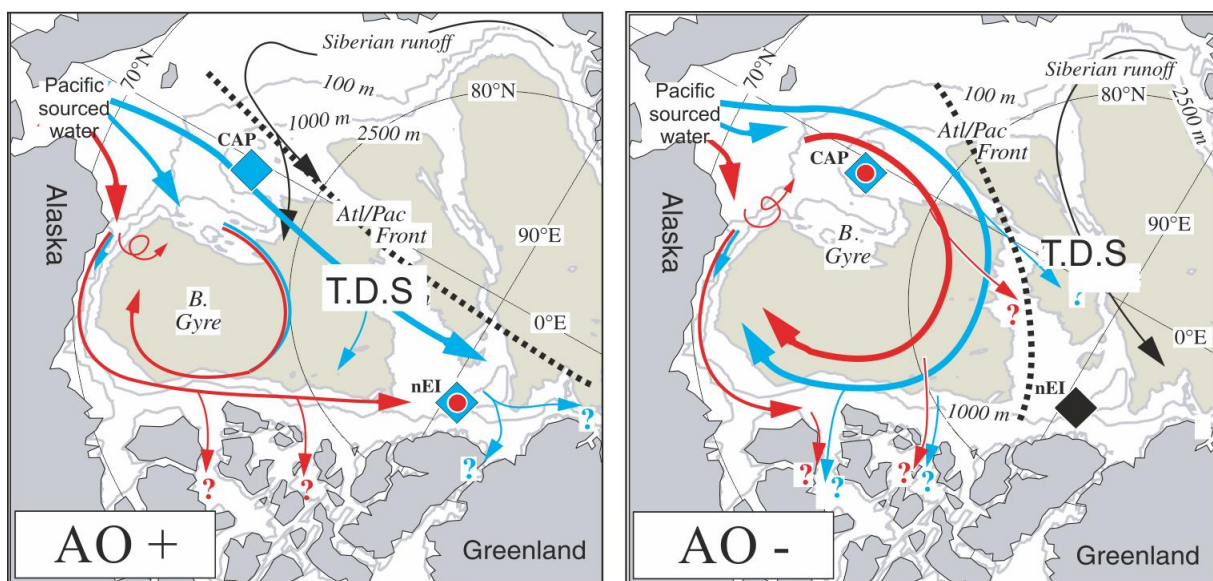 Siberian runoff
70°N
Pacific
sourced
water
100 m
80°N
1000 m
2500 m
CAP
Alaska
Atl/Pac
Front
90°E
T.D.S
B.
Gyre
0°E
nEI
?
?
?
?
AO +
Greenland
70°N
Siberian runoff
Pacific
sourced
water
100 m
80°N
2500 m
Atl/Pac
Front
CAP
Alaska
B.
Gyre
90°E
T.D.S
?
?
0°E
nEI
1000 m
?
?
?
?
AO -
Greenland